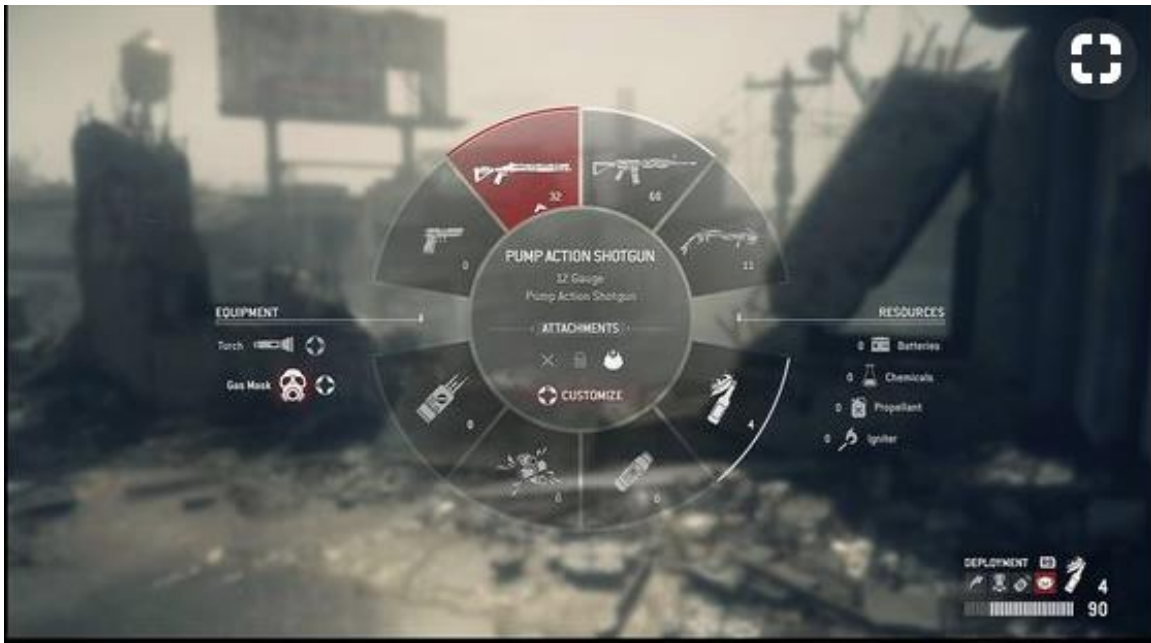 32
66
0
11
PUMP ACTION SHOTGUN
12 Gauge
Pump Action Shotgun
ATTACHMENTS
CUSTOMIZE
EQUIPMENT
Torch
Gas Mask
RESOURCES
0 Batteries
0 Chemicals
0 Propellant
0 Igniter
0
4
0
0
DEPLOYMENT
4
90